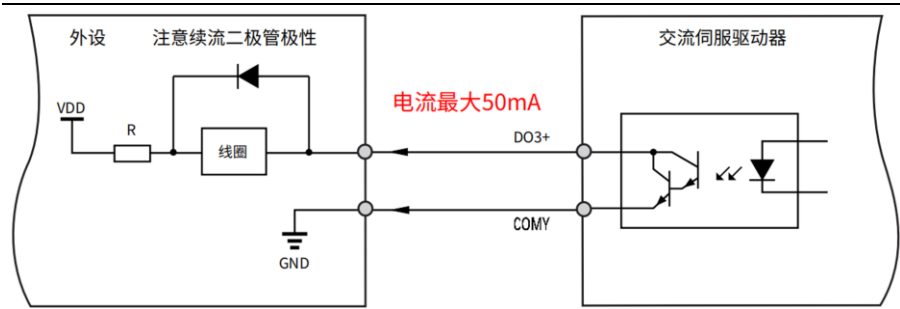 外设
注意续流二极管极性
交流伺服驱动器
VDD
R
线圈
电流最大50mA
DO3+
COMY
GND